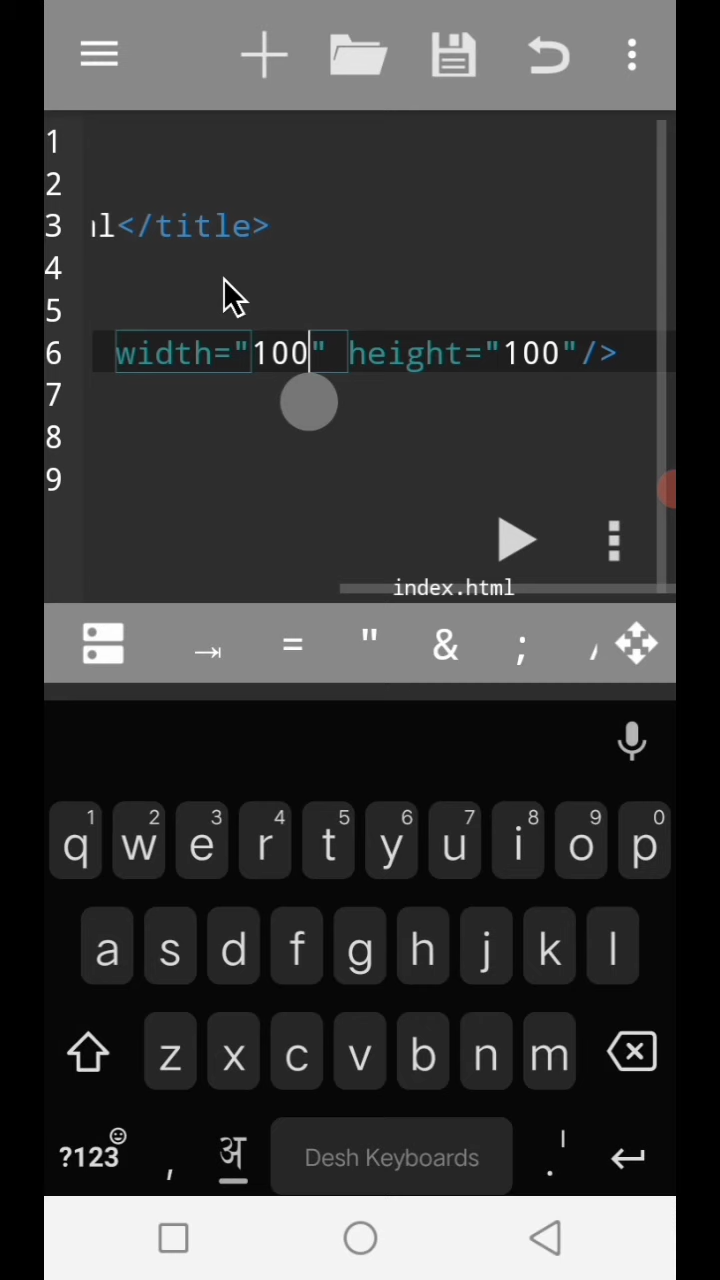 1
2
3 l</title>
4
5
6 width="100" height="100"/>
7
8
9
index.html
→ = " & ;
1 2 3 4 5 6 7 8 9 0
q w e r t y u i o p
a s d f g h j k l
z x c v b n m
?123 , अ Desh Keyboards . ।